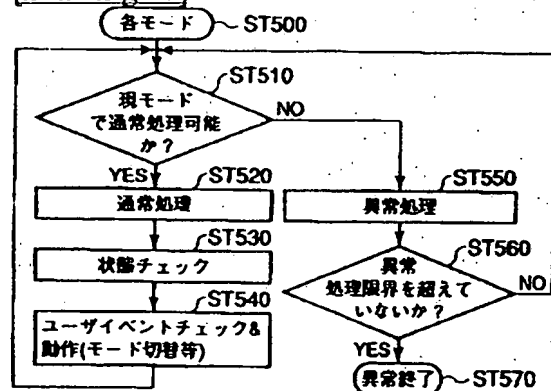 各モード
ST500
ST510
現モード
で通常処理可能
か?
NO
YES
ST520
通常処理
ST530
状態チェック
ST540
ユーザイベントチェック&
動作(モード切替等)
ST550
異常処理
ST560
異常
処理限界を超えて
いないか?
NO
YES
異常終了
ST570